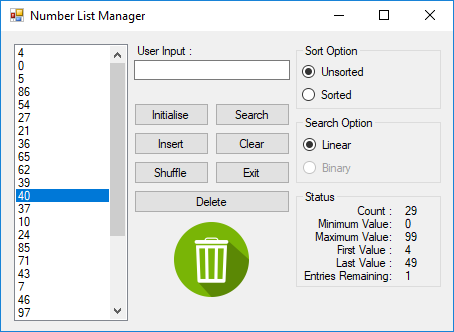 Number List Manager
4
0
5
86
54
27
21
36
65
62
39
40
37
10
24
85
71
43
7
46
97
User Input :
Initialise
Search
Insert
Clear
Shuffle
Exit
Delete
Sort Option
Unsorted
Sorted
Search Option
Linear
Binary
Status
Count : 29
Minimum Value: 0
Maximum Value: 99
First Value : 4
Last Value : 49
Entries Remaining: 1